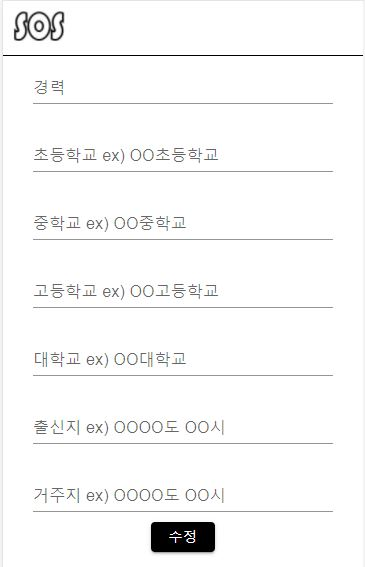 SOS
경력
초등학교 ex) OO초등학교
중학교 ex) OO중학교
고등학교 ex) OO고등학교
대학교 ex) OO대학교
출신지 ex) OOOO도 OO시
거주지 ex) OOOO도 OO시
수정